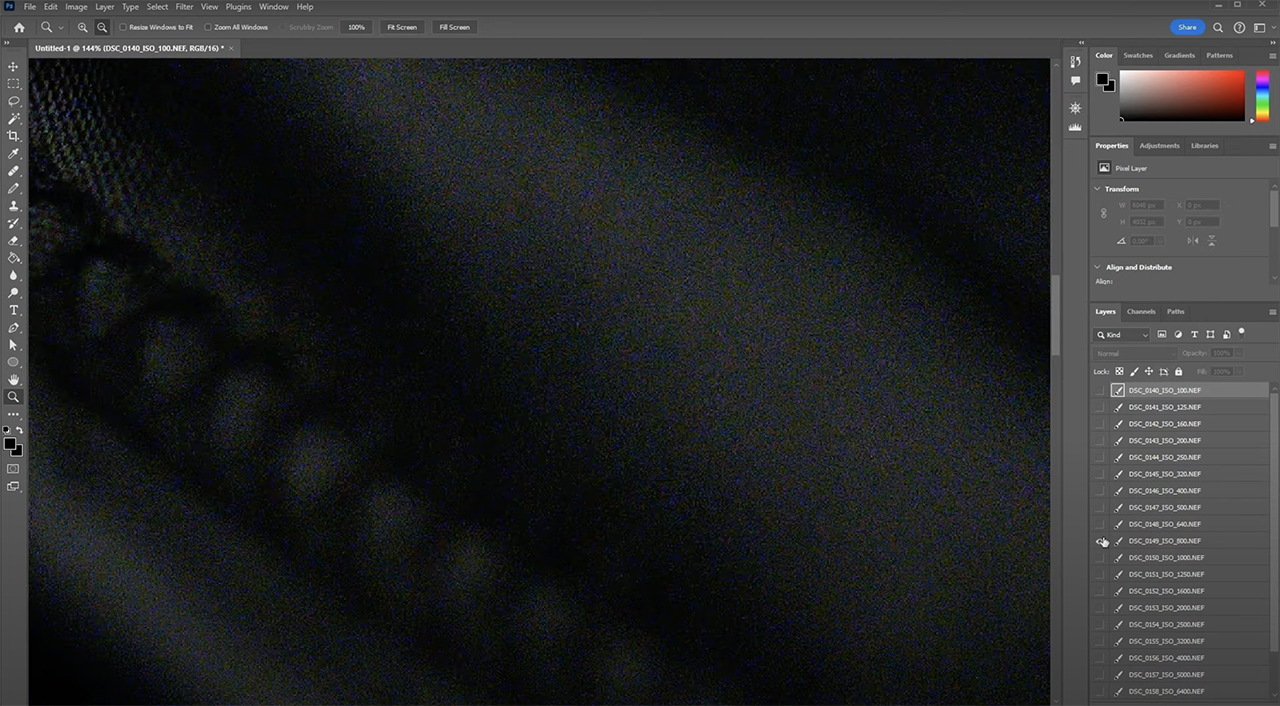 Ps File Edit Image Layer Type Select Filter View Plugins Window Help
Resize Windows to Fit Zoom All Windows Scrubby Zoom 100% Fit Screen Fill Screen Share
Untitled-1 @ 144% (DSC_0140_ISO_100.NEF, RGB/16) *
Color Swatches Gradients Patterns
Properties Adjustments Libraries
Pixel Layer
Transform
W X 0 px
H Y 0 px
0.00°
Align and Distribute
Align:
Layers Channels Paths
Kind
Normal Opacity: 100%
Lock: Fill: 100%
DSC_0140_ISO_100.NEF
DSC_0141_ISO_125.NEF
DSC_0142_ISO_160.NEF
DSC_0143_ISO_200.NEF
DSC_0144_ISO_250.NEF
DSC_0145_ISO_320.NEF
DSC_0146_ISO_400.NEF
DSC_0147_ISO_500.NEF
DSC_0148_ISO_640.NEF
DSC_0149_ISO_800.NEF
DSC_0150_ISO_1000.NEF
DSC_0151_ISO_1250.NEF
DSC_0152_ISO_1600.NEF
DSC_0153_ISO_2000.NEF
DSC_0154_ISO_2500.NEF
DSC_0155_ISO_3200.NEF
DSC_0156_ISO_4000.NEF
DSC_0157_ISO_5000.NEF
DSC_0158_ISO_6400.NEF